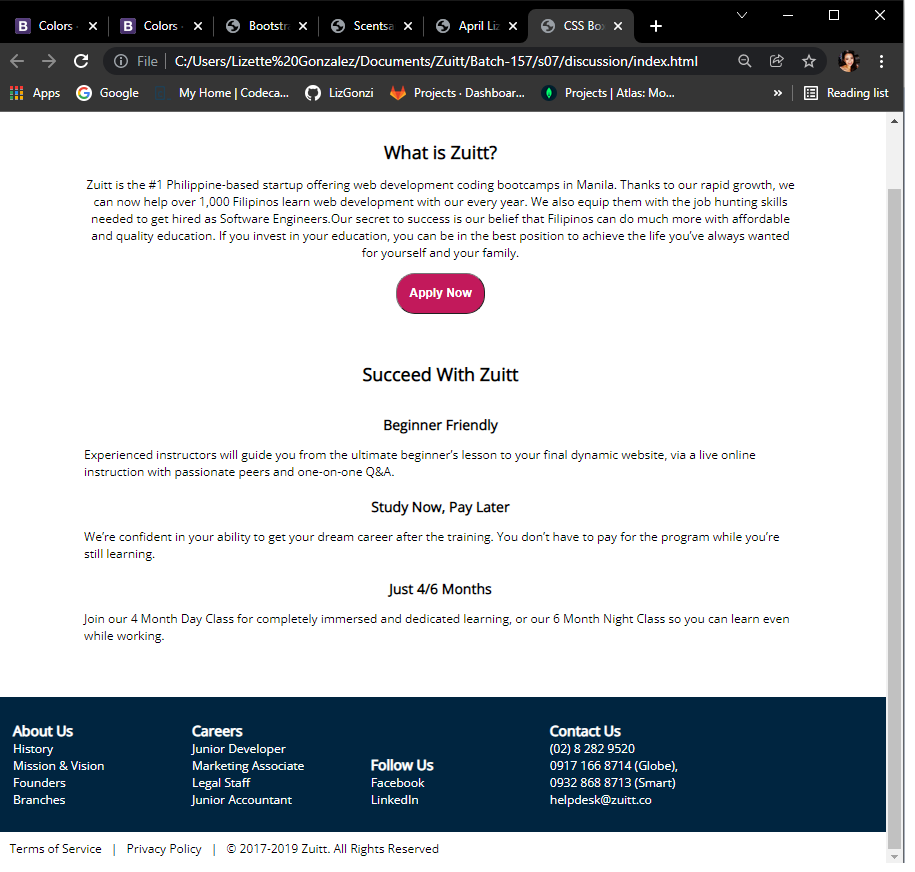 Colors
Colors
Bootstr
Scentsa
April Liz
CSS Bo
File | C:/Users/Lizette%20Gonzalez/Documents/Zuitt/Batch-157/s07/discussion/index.html
Apps Google My Home | Codeca... LizGonzi Projects · Dashboar... Projects | Atlas: Mo... » Reading list
What is Zuitt?
Zuitt is the #1 Philippine-based startup offering web development coding bootcamps in Manila. Thanks to our rapid growth, we
can now help over 1,000 Filipinos learn web development with our every year. We also equip them with the job hunting skills
needed to get hired as Software Engineers.Our secret to success is our belief that Filipinos can do much more with affordable
and quality education. If you invest in your education, you can be in the best position to achieve the life you’ve always wanted
for yourself and your family.
Apply Now
Succeed With Zuitt
Beginner Friendly
Experienced instructors will guide you from the ultimate beginner’s lesson to your final dynamic website, via a live online
instruction with passionate peers and one-on-one Q&A.
Study Now, Pay Later
We’re confident in your ability to get your dream career after the training. You don’t have to pay for the program while you’re
still learning.
Just 4/6 Months
Join our 4 Month Day Class for completely immersed and dedicated learning, or our 6 Month Night Class so you can learn even
while working.
About Us
History
Mission & Vision
Founders
Branches
Careers
Junior Developer
Marketing Associate
Legal Staff
Junior Accountant
Follow Us
Facebook
LinkedIn
Contact Us
(02) 8 282 9520
0917 166 8714 (Globe),
0932 868 8713 (Smart)
helpdesk@zuitt.co
Terms of Service | Privacy Policy | © 2017-2019 Zuitt. All Rights Reserved